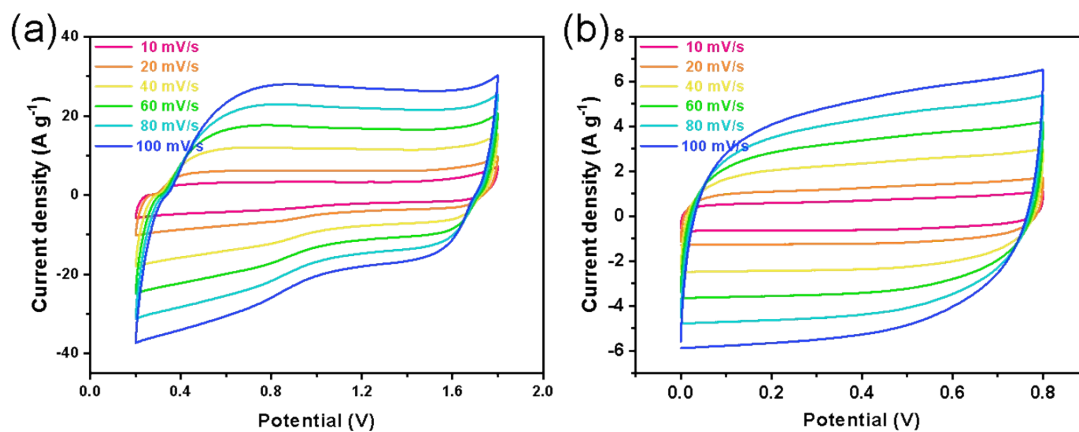 (a)
40
20
0
-20
-40
Current density (A g⁻¹)
10 mV/s
20 mV/s
40 mV/s
60 mV/s
80 mV/s
100 mV/s
0.0 0.4 0.8 1.2 1.6 2.0
Potential (V)
(b)
8
6
4
2
0
-2
-4
-6
Current density (A g⁻¹)
10 mV/s
20 mV/s
40 mV/s
60 mV/s
80 mV/s
100 mV/s
0.0 0.2 0.4 0.6 0.8
Potential (V)